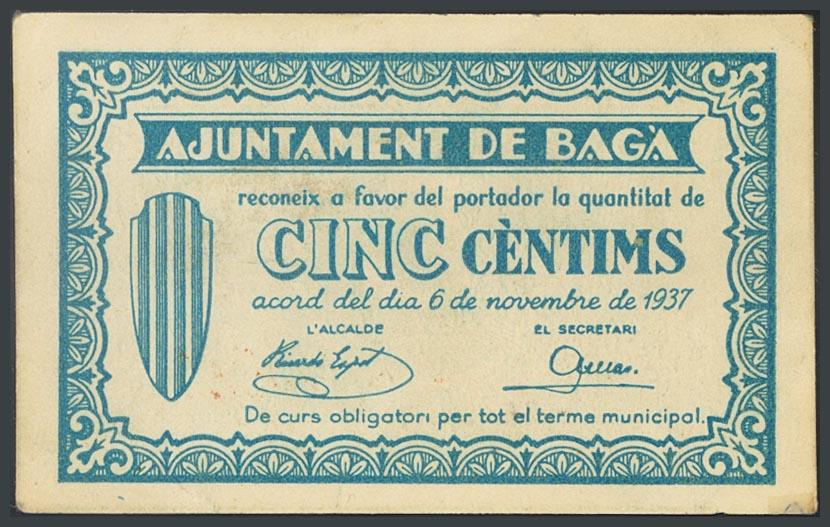 AJUNTAMENT DE BAGÀ
reconeix a favor del portador la quantitat de
CINC CÈNTIMS
acord del dia 6 de novembre de 1937
L'ALCALDE EL SECRETARI
Ricardo
De curs obligatori per tot el terme municipal.